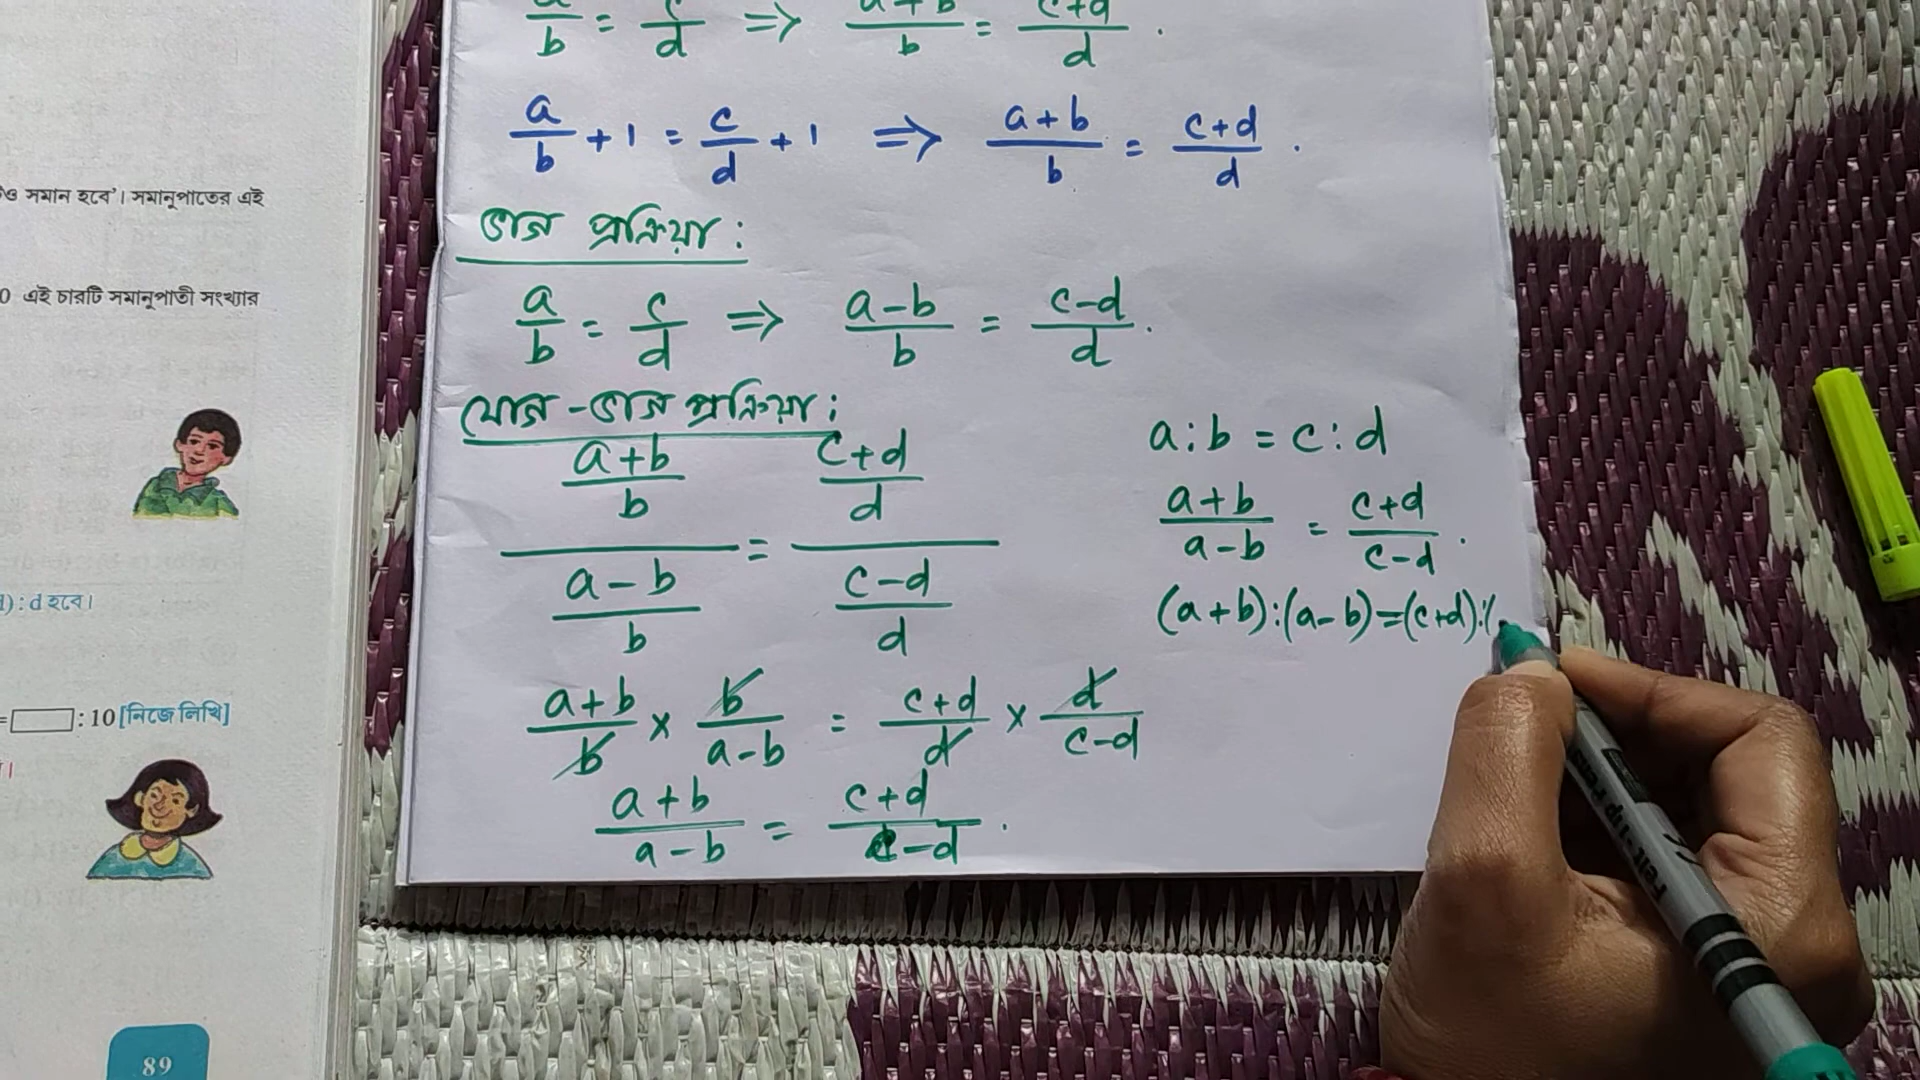 a/b = c/d ⇒ a+b/b = c+d/d .
a/b + 1 = c/d + 1 ⇒ a+b/b = c+d/d .
ভাগ প্রক্রিয়া :
a/b = c/d ⇒ a-b/b = c-d/d .
যোগ - ভাগ প্রক্রিয়া :
a+b/b / a-b/b = c+d/d / c-d/d
a+b/b × b/a-b = c+d/d × d/c-d
a+b/a-b = c+d/c-d .
a : b = c : d
a+b/a-b = c+d/c-d .
(a+b):(a-b)=(c+d):(
ও সমান হবে'। সমানুপাতের এই
0 এই চারটি সমানুপাতী সংখ্যার
): d হবে।
= : 10 [নিজে লিখি]
89